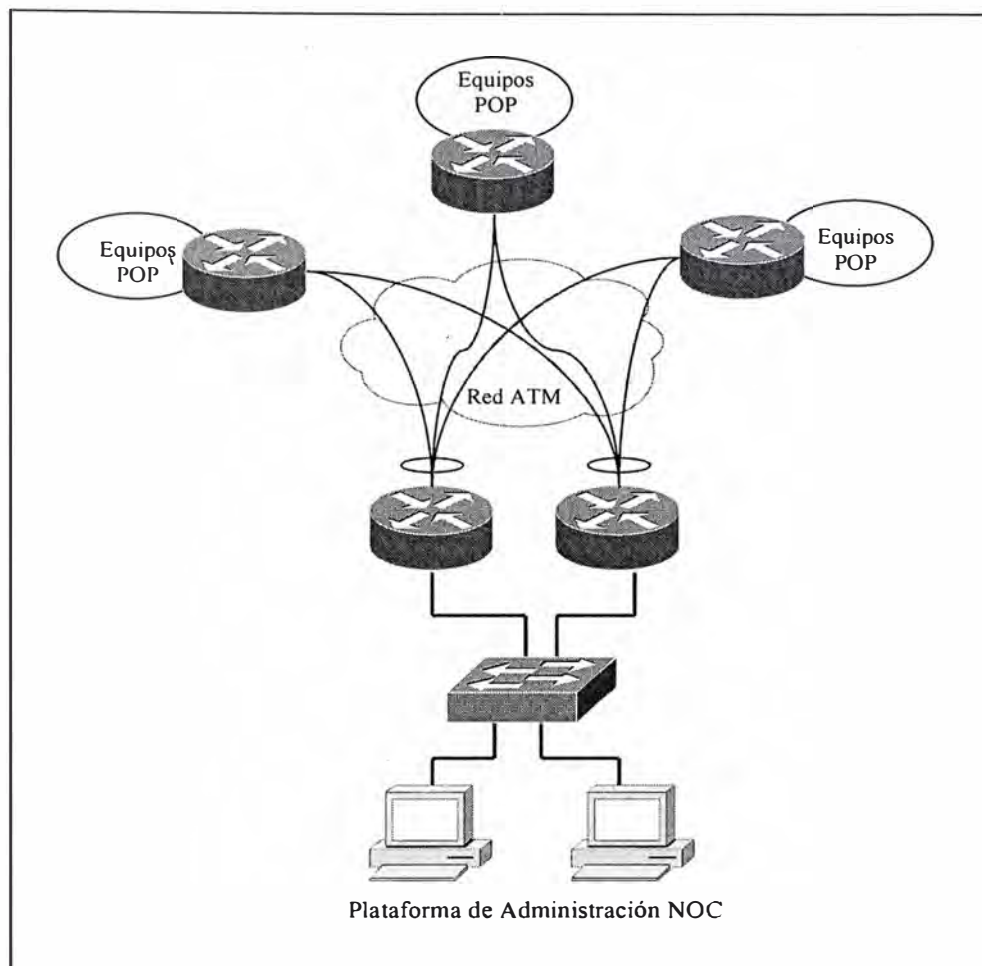 Equipos
POP
Equipos
POP
Equipos
POP
Red ATM
Plataforma de Administración NOC